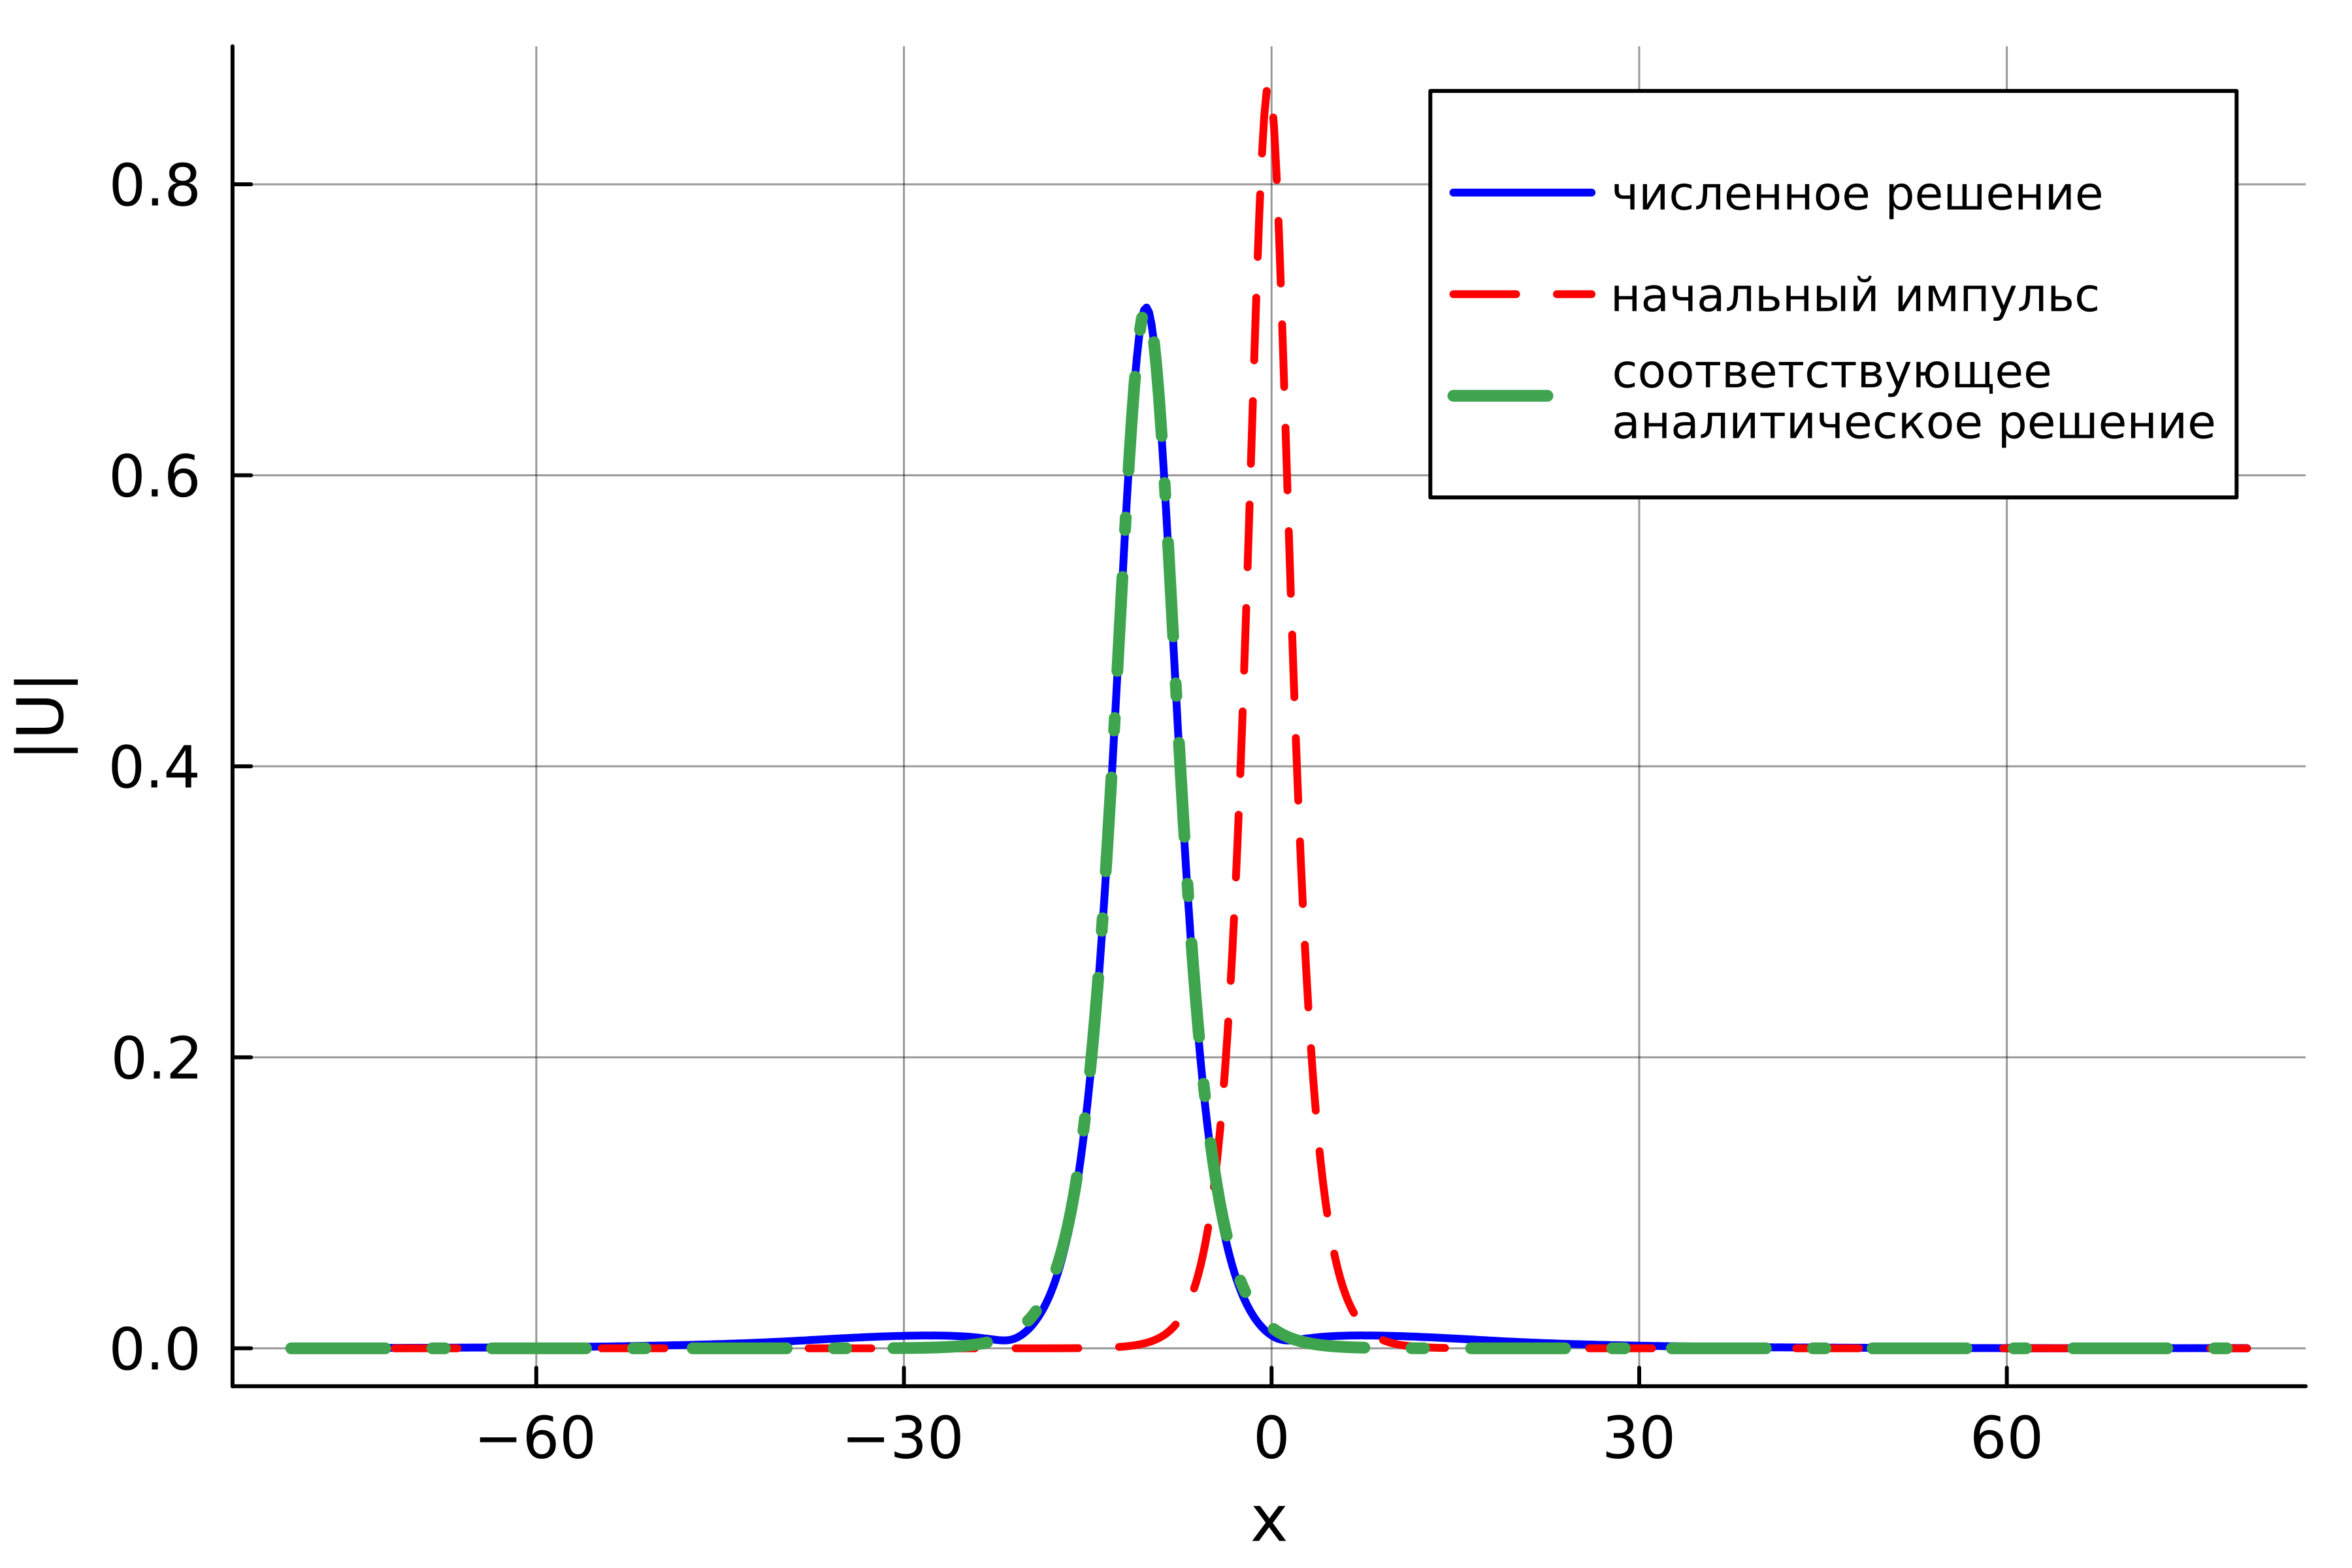 численное решение
начальный импульс
соответствующее
аналитическое решение
0.8
0.6
0.4
0.2
0.0
|U|
−60
−30
0
30
60
x